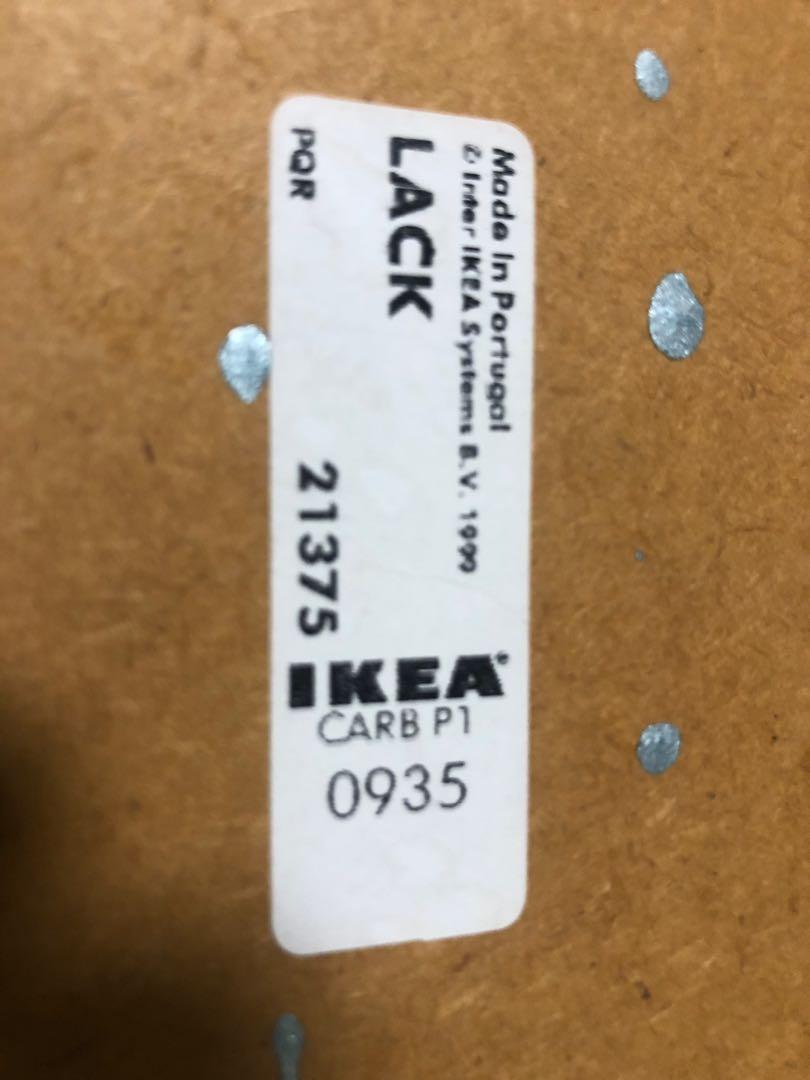 Made in Portugal
© Inter IKEA Systems B.V. 1999
LACK
PQR 21375
IKEA®
CARB P1
0935